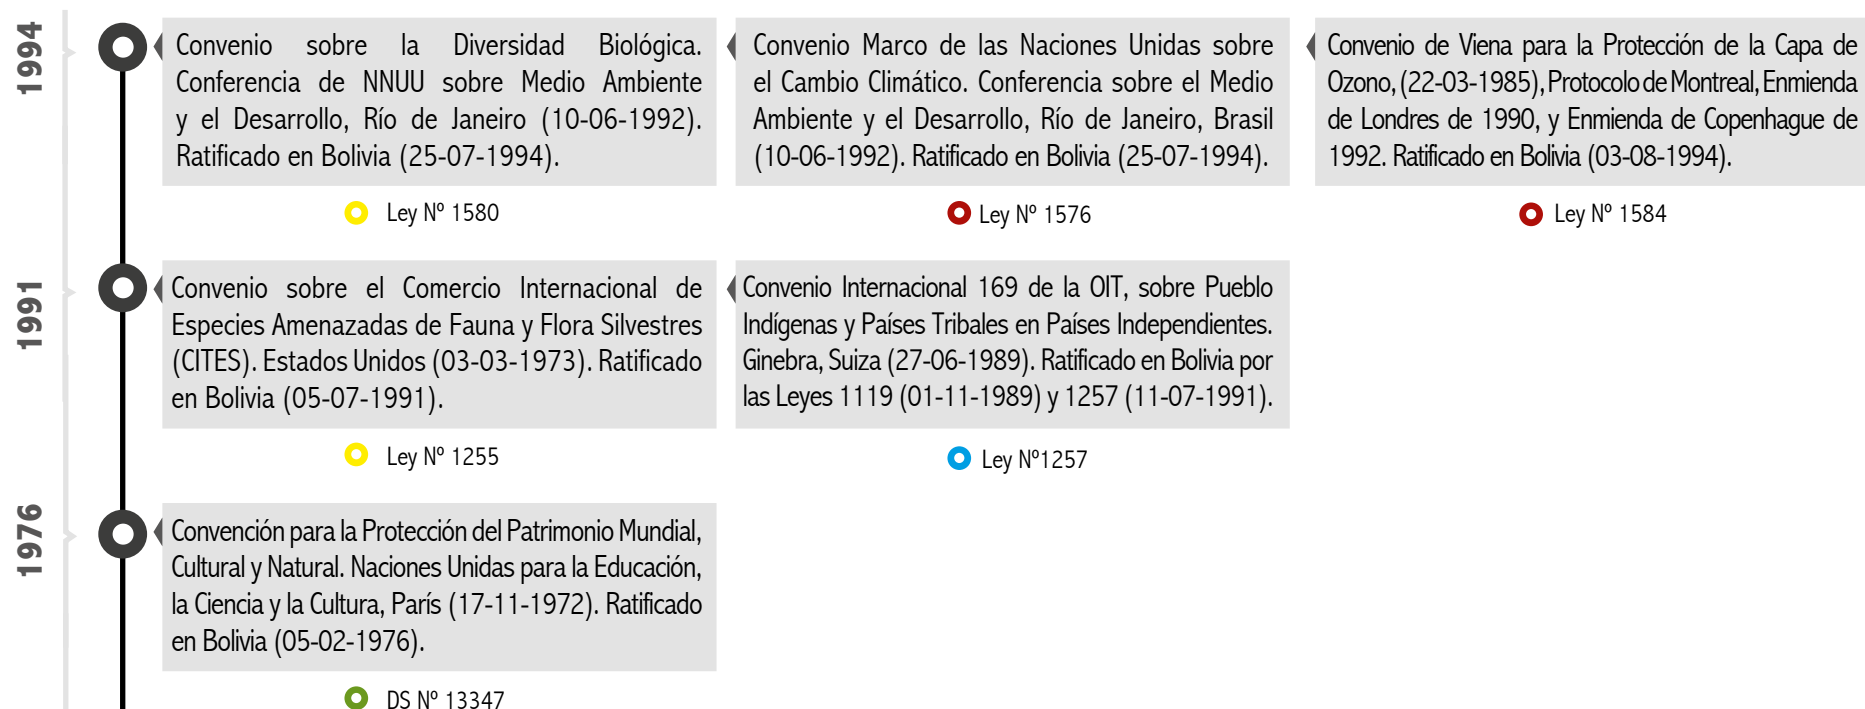 1994
Convenio sobre la Diversidad Biológica.
Conferencia de NNUU sobre Medio Ambiente
y el Desarrollo, Río de Janeiro (10-06-1992).
Ratificado en Bolivia (25-07-1994).
Ley Nº 1580
Convenio Marco de las Naciones Unidas sobre
el Cambio Climático. Conferencia sobre el Medio
Ambiente y el Desarrollo, Río de Janeiro, Brasil
(10-06-1992). Ratificado en Bolivia (25-07-1994).
Ley Nº 1576
Convenio de Viena para la Protección de la Capa de
Ozono, (22-03-1985), Protocolo de Montreal, Enmienda
de Londres de 1990, y Enmienda de Copenhague de
1992. Ratificado en Bolivia (03-08-1994).
Ley Nº 1584
1991
Convenio sobre el Comercio Internacional de
Especies Amenazadas de Fauna y Flora Silvestres
(CITES). Estados Unidos (03-03-1973). Ratificado
en Bolivia (05-07-1991).
Ley Nº 1255
Convenio Internacional 169 de la OIT, sobre Pueblo
Indígenas y Países Tribales en Países Independientes.
Ginebra, Suiza (27-06-1989). Ratificado en Bolivia por
las Leyes 1119 (01-11-1989) y 1257 (11-07-1991).
Ley Nº1257
1976
Convención para la Protección del Patrimonio Mundial,
Cultural y Natural. Naciones Unidas para la Educación,
la Ciencia y la Cultura, París (17-11-1972). Ratificado
en Bolivia (05-02-1976).
DS Nº 13347